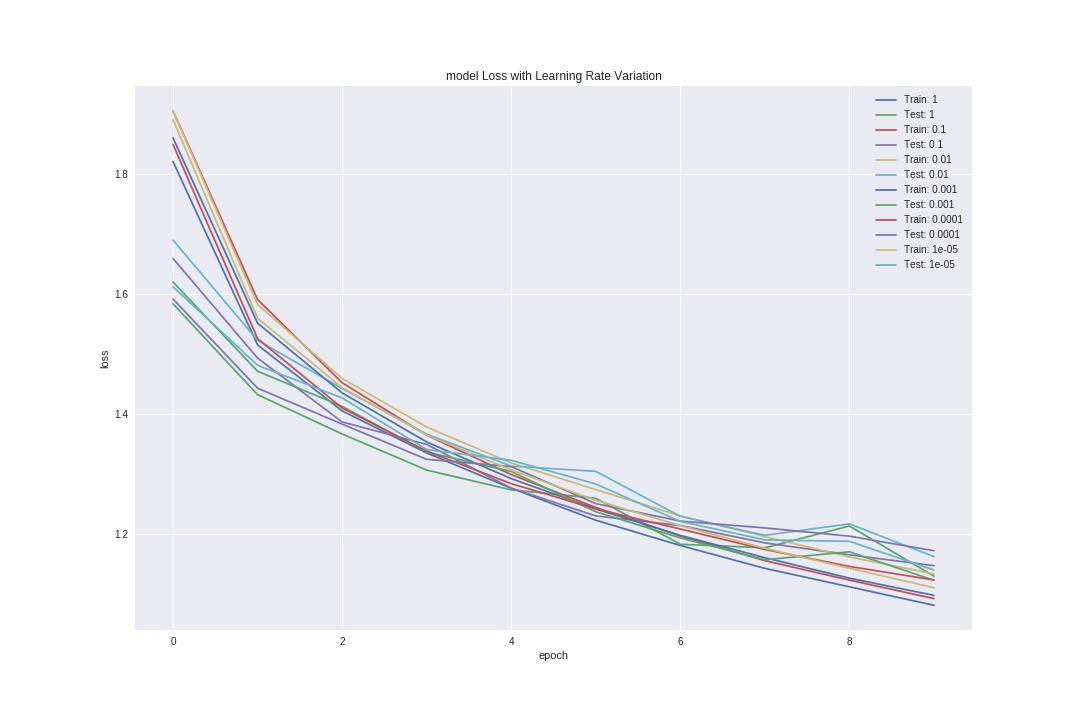 model Loss with Learning Rate Variation
Train: 1
Test: 1
Train: 0.1
Test: 0.1
Train: 0.01
Test: 0.01
Train: 0.001
Test: 0.001
Train: 0.0001
Test: 0.0001
Train: 1e-05
Test: 1e-05
1.8
1.6
1.4
1.2
loss
0 2 4 6 8
epoch